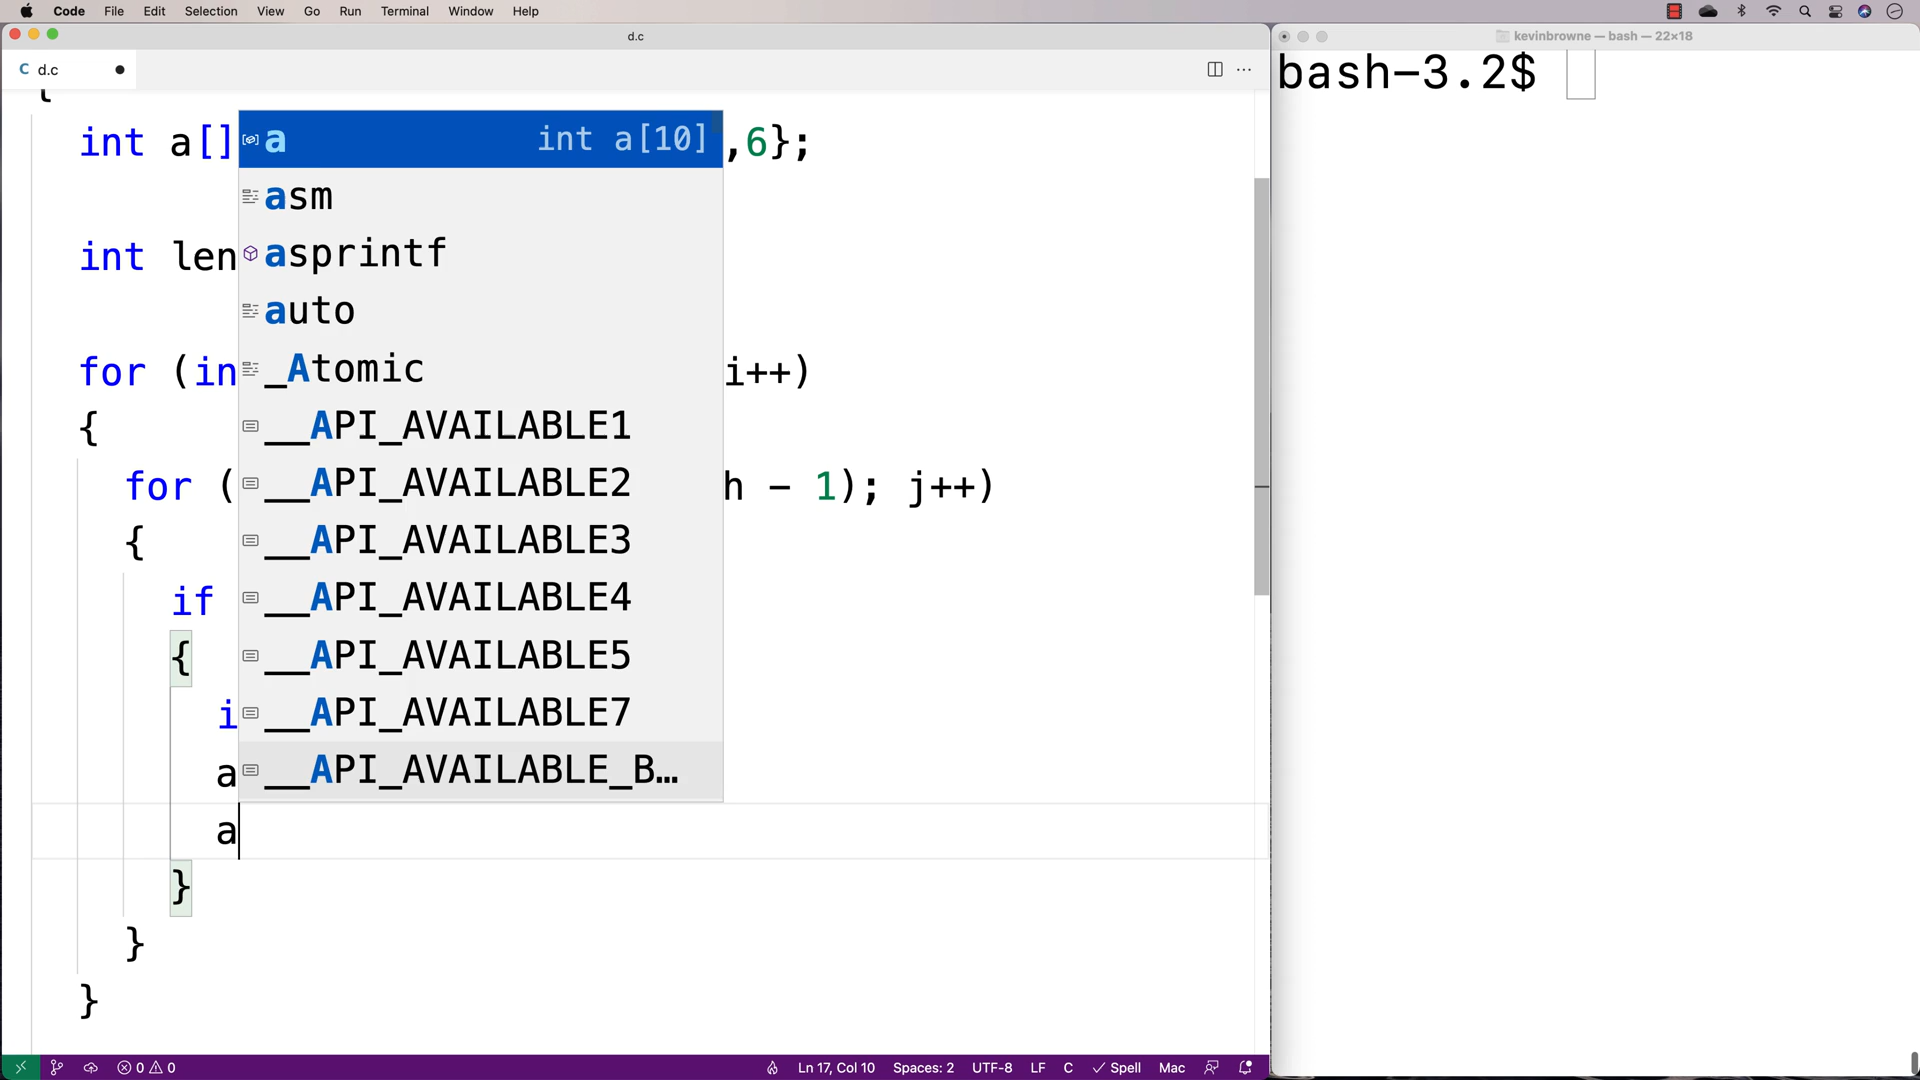 Code File Edit Selection View Go Run Terminal Window Help
d.c
kevinbrowne — bash — 22×18
C d.c
bash-3.2$
{
int a[] ,6};
a int a[10]
asm
int len
asprintf
auto
for (in i++)
_Atomic
{
__API_AVAILABLE1
for ( h - 1); j++)
__API_AVAILABLE2
{
__API_AVAILABLE3
if
__API_AVAILABLE4
{
__API_AVAILABLE5
i
__API_AVAILABLE7
a
__API_AVAILABLE_B…
a
}
}
}
0 0 Ln 17, Col 10 Spaces: 2 UTF-8 LF C Spell Mac